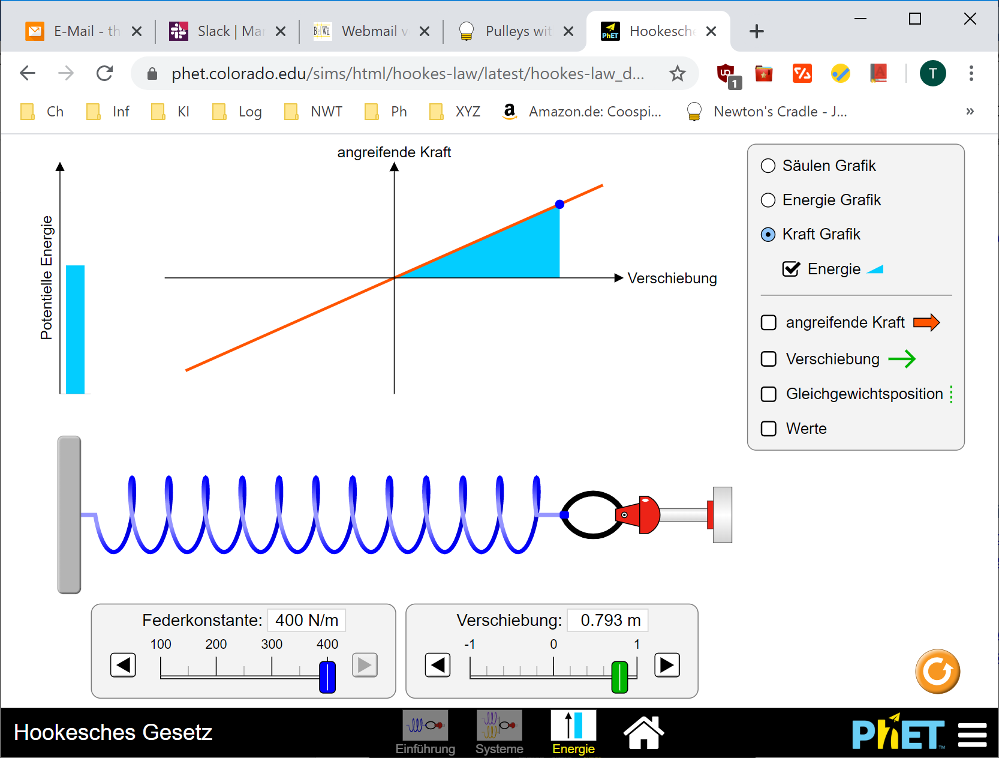 E-Mail - th
Slack | Mar
Webmail v
Pulleys wit
Hookesche
phet.colorado.edu/sims/html/hookes-law/latest/hookes-law_d...
1
T
Ch
Inf
KI
Log
NWT
Ph
XYZ
Amazon.de: Coospi...
Newton's Cradle - J...
»
angreifende Kraft
Potentielle Energie
Verschiebung
Säulen Grafik
Energie Grafik
Kraft Grafik
Energie
angreifende Kraft
Verschiebung
Gleichgewichtsposition
Werte
Federkonstante: 400 N/m
100 200 300 400
Verschiebung: 0.793 m
-1 0 1
Hookesches Gesetz
Einführung
Systeme
Energie
PhET